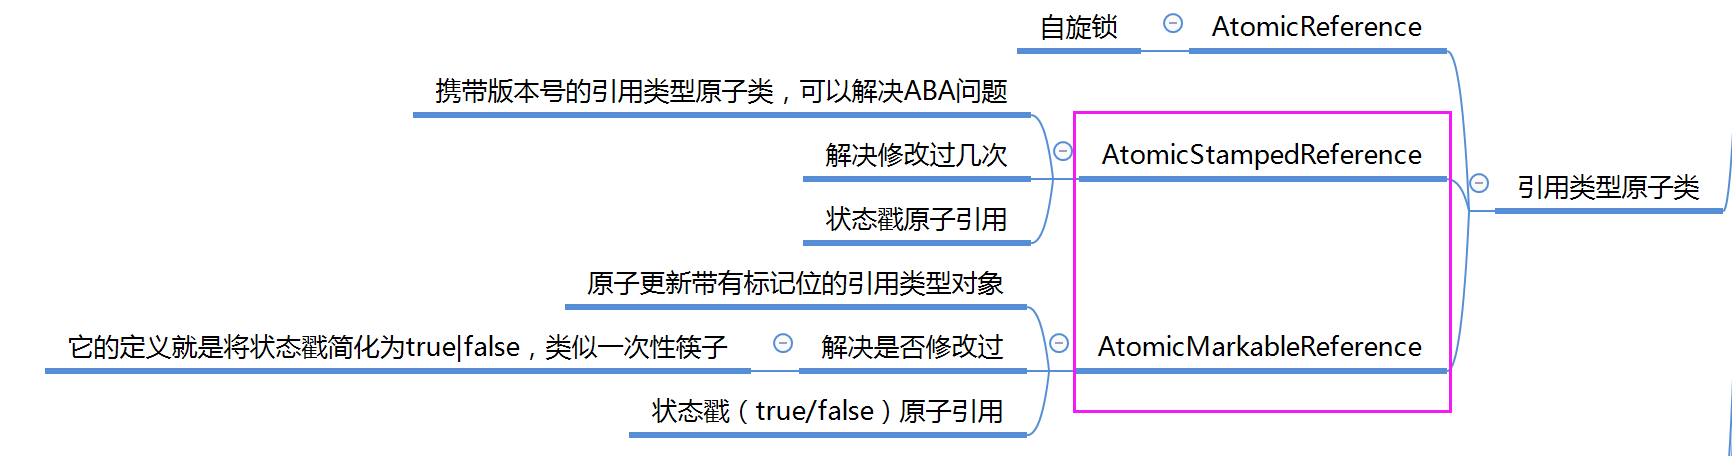 自旋锁 AtomicReference
携带版本号的引用类型原子类，可以解决ABA问题
解决修改过几次 AtomicStampedReference
引用类型原子类
状态戳原子引用
原子更新带有标记位的引用类型对象
它的定义就是将状态戳简化为true|false，类似一次性筷子 解决是否修改过 AtomicMarkableReference
状态戳（true/false）原子引用